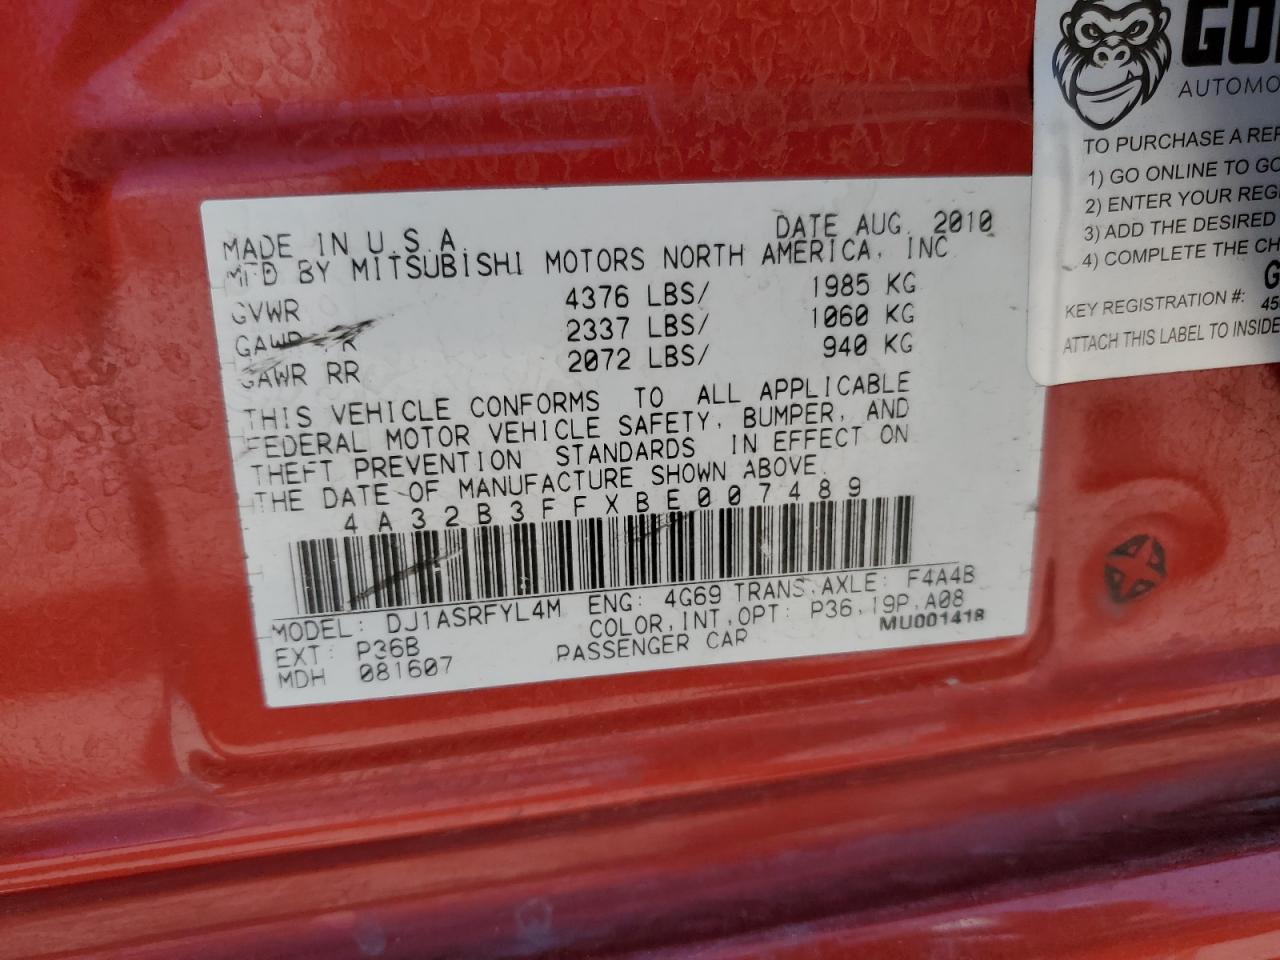 MADE IN U.S.A. DATE AUG. 2010
MFD BY MITSUBISHI MOTORS NORTH AMERICA, INC.
GVWR 4376 LBS/ 1985 KG
GAWR FR 2337 LBS/ 1060 KG
GAWR RR 2072 LBS/ 940 KG
THIS VEHICLE CONFORMS TO ALL APPLICABLE
FEDERAL MOTOR VEHICLE SAFETY, BUMPER, AND
THEFT PREVENTION STANDARDS IN EFFECT ON
THE DATE OF MANUFACTURE SHOWN ABOVE.
4A32B3FFXBE007489
MODEL: DJ1ASRFYL4M ENG: 4G69 TRANS,AXLE: F4A4B
EXT: P36B COLOR,INT,OPT: P36,19P,A08
MDH 081607 PASSENGER CAR MU001418
AUTOMO
TO PURCHASE A
1) GO ONLINE TO
2) ENTER YOUR
3) ADD THE DESIRED
4) COMPLETE THE
KEY REGISTRATION #:
ATTACH THIS LABEL TO INSIDE